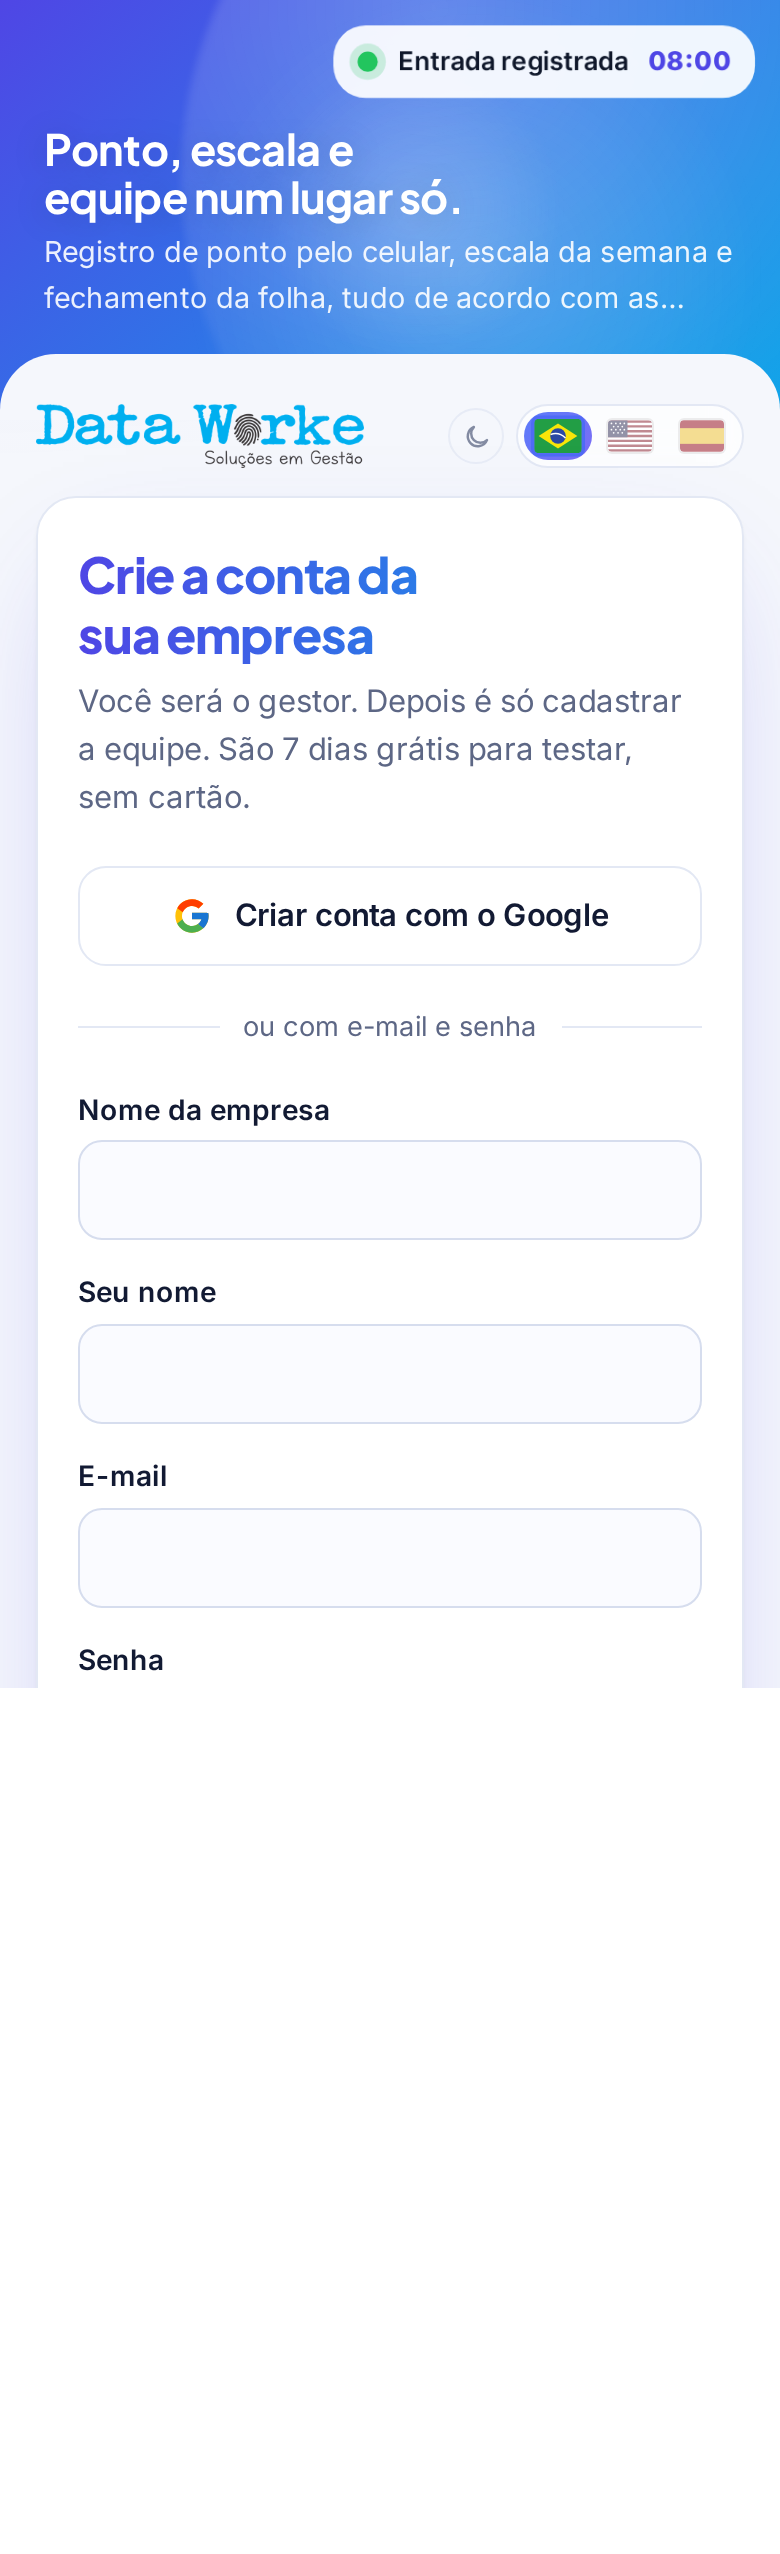 Entrada registrada 08:00
Ponto, escala e
equipe num lugar só.
Registro de ponto pelo celular, escala da semana e
fechamento da folha, tudo de acordo com as...
Data Worke
Soluções em Gestão
Crie a conta da
sua empresa
Você será o gestor. Depois é só cadastrar
a equipe. São 7 dias grátis para testar,
sem cartão.
Criar conta com o Google
ou com e-mail e senha
Nome da empresa
Seu nome
E-mail
Senha